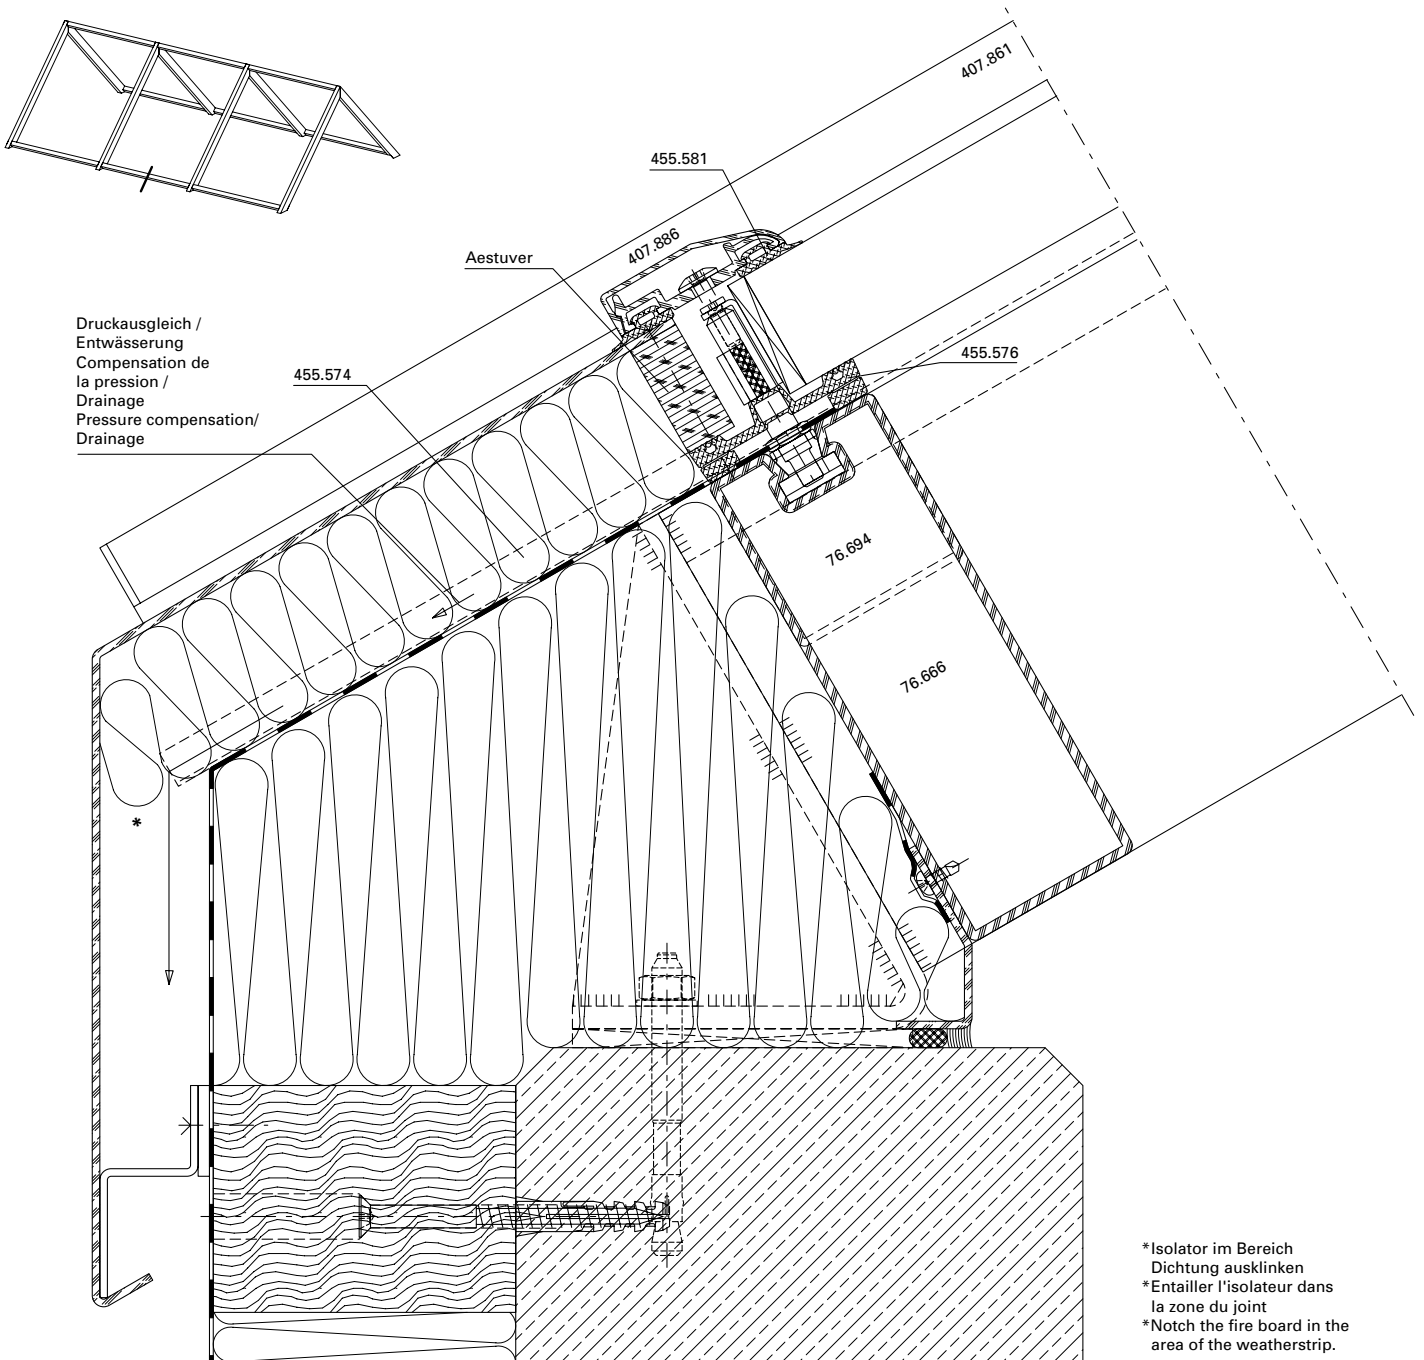 407.861
455.581
407.886
Aestuver
Druckausgleich /
Entwässerung
Compensation de
la pression /
Drainage
Pressure compensation/
Drainage
455.574
455.576
76.694
76.666
*
*Isolator im Bereich
Dichtung ausklinken
*Entailler l'isolateur dans
la zone du joint
*Notch the fire board in the
area of the weatherstrip.